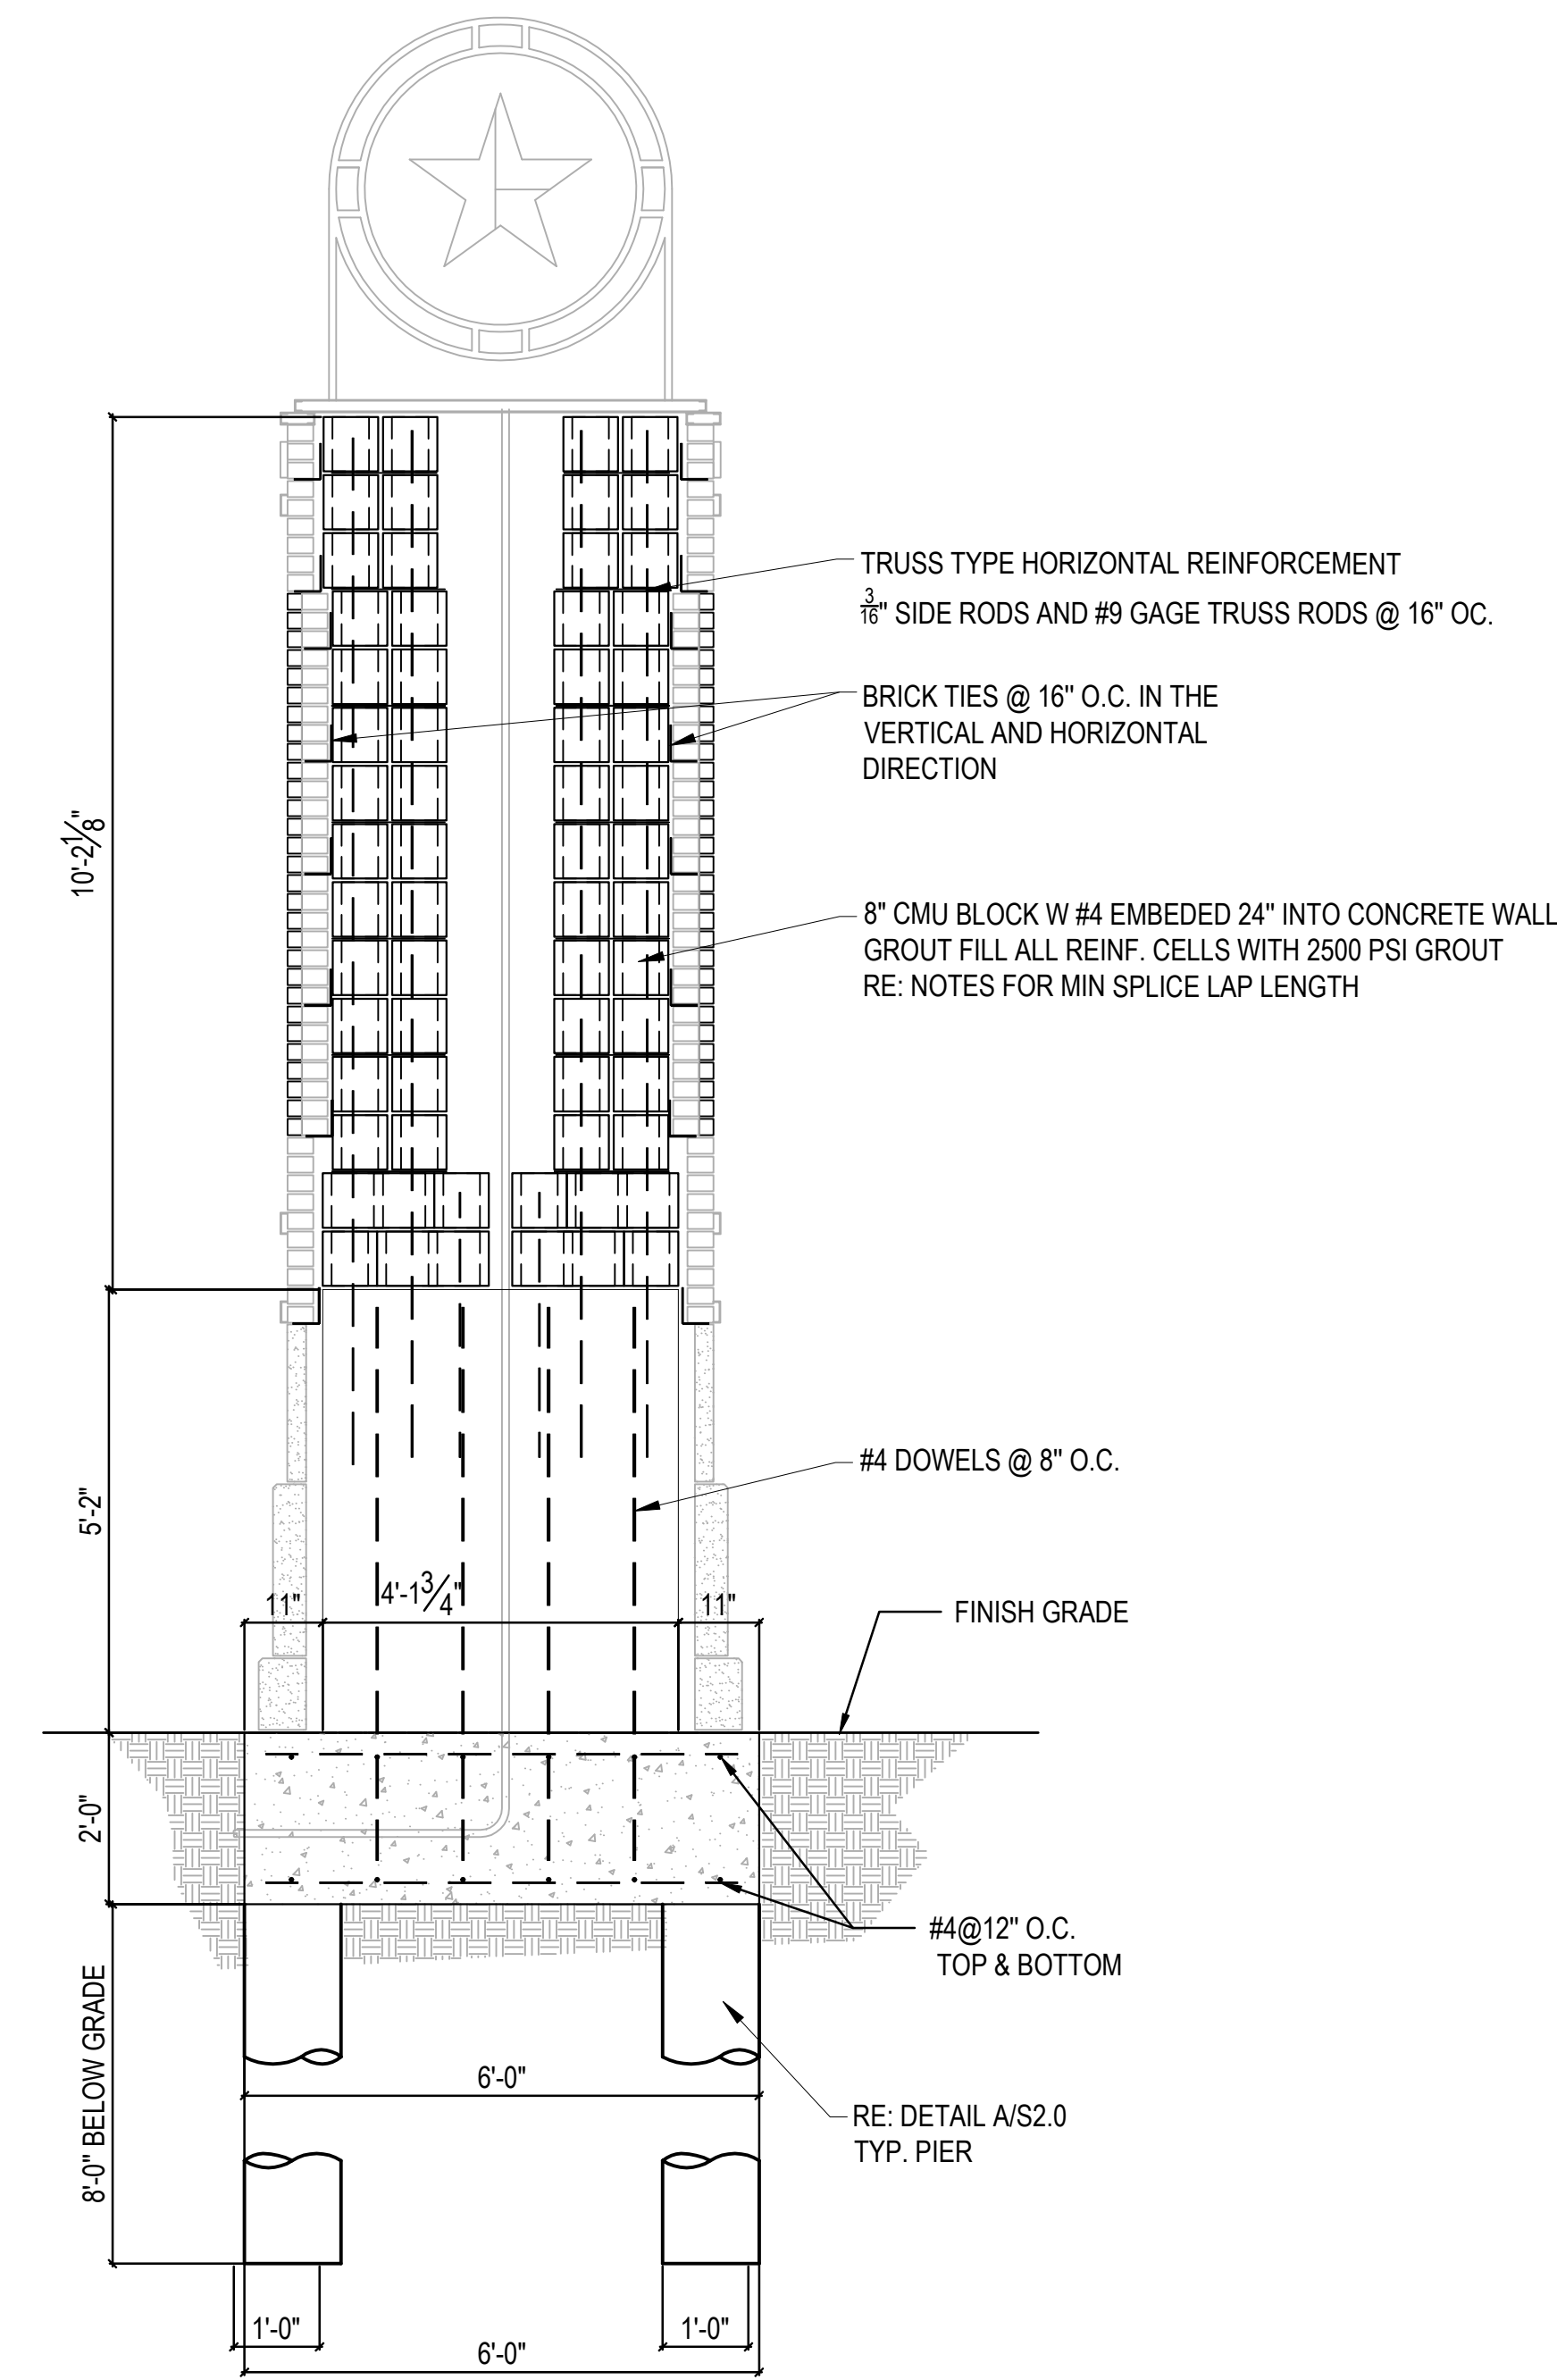 TRUSS TYPE HORIZONTAL REINFORCEMENT
3/16" SIDE RODS AND #9 GAGE TRUSS RODS @ 16" OC.
BRICK TIES @ 16" O.C. IN THE
VERTICAL AND HORIZONTAL
DIRECTION
10'-2 1/8"
8" CMU BLOCK W #4 EMBEDED 24" INTO CONCRETE WALL
GROUT FILL ALL REINF. CELLS WITH 2500 PSI GROUT
RE: NOTES FOR MIN SPLICE LAP LENGTH
#4 DOWELS @ 8" O.C.
5'-2"
11"
4'-1 3/4"
11"
FINISH GRADE
2'-0"
#4@12" O.C.
TOP & BOTTOM
8'-0" BELOW GRADE
6'-0"
RE: DETAIL A/S2.0
TYP. PIER
1'-0"
1'-0"
6'-0"